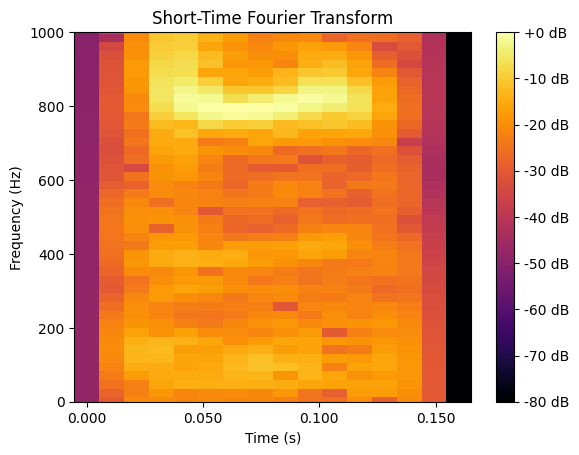 Short-Time Fourier Transform
Frequency (Hz)
1000
800
600
400
200
0
0.000
0.050
0.100
0.150
Time (s)
+0 dB
-10 dB
-20 dB
-30 dB
-40 dB
-50 dB
-60 dB
-70 dB
-80 dB